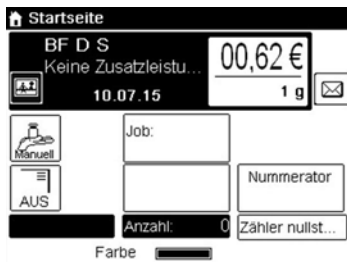 Startseite
BF D S
Keine Zusatzleistu...
00,62 €
10.07.15
1 g
Manuell
Job:
AUS
Nummerator
Anzahl: 0
Zähler nullst...
Farbe